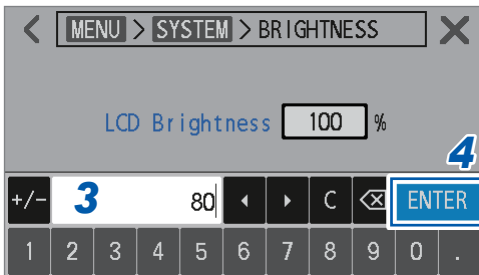 < MENU > SYSTEM > BRIGHTNESS X
LCD Brightness 100 %
4
+/- 3 80 C ENTER
1 2 3 4 5 6 7 8 9 0 .